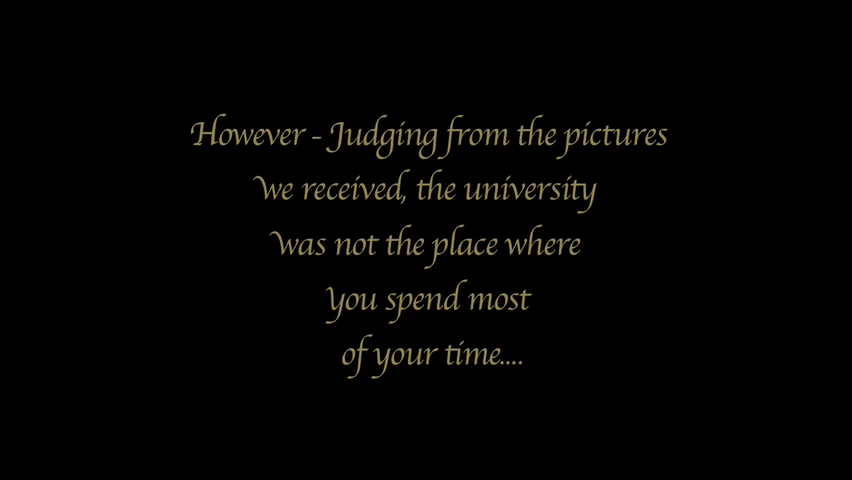 However - Judging from the pictures
we received, the university
was not the place where
you spend most
of your time....